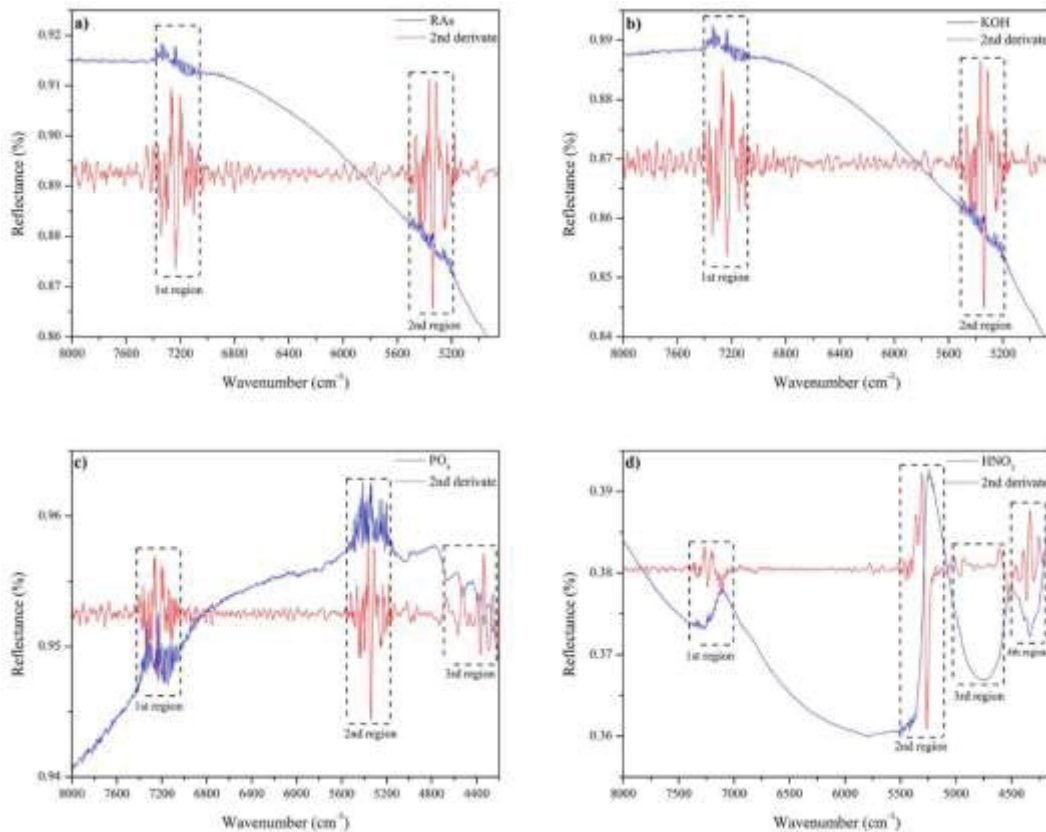 a)
RAs
2nd derivate
0.92
0.91
0.90
0.89
0.88
0.87
0.86
Reflectance (%)
1st region
2nd region
8000 7600 7200 6800 6400 6000 5600 5200
Wavenumber (cm⁻¹)
b)
KOH
2nd derivate
0.89
0.88
0.87
0.86
0.85
0.84
Reflectance (%)
1st region
2nd region
8000 7600 7200 6800 6400 6000 5600 5200
Wavenumber (cm⁻¹)
c)
PO₄
2nd derivate
0.96
0.95
0.94
Reflectance (%)
1st region
2nd region
3rd region
8000 7600 7200 6800 6400 6000 5600 5200 4800 4400
Wavenumber (cm⁻¹)
d)
HNO₃
2nd derivate
0.39
0.38
0.37
0.36
Reflectance (%)
1st region
2nd region
3rd region
4th region
8000 7500 7000 6500 6000 5500 5000 4500
Wavenumber (cm⁻¹)